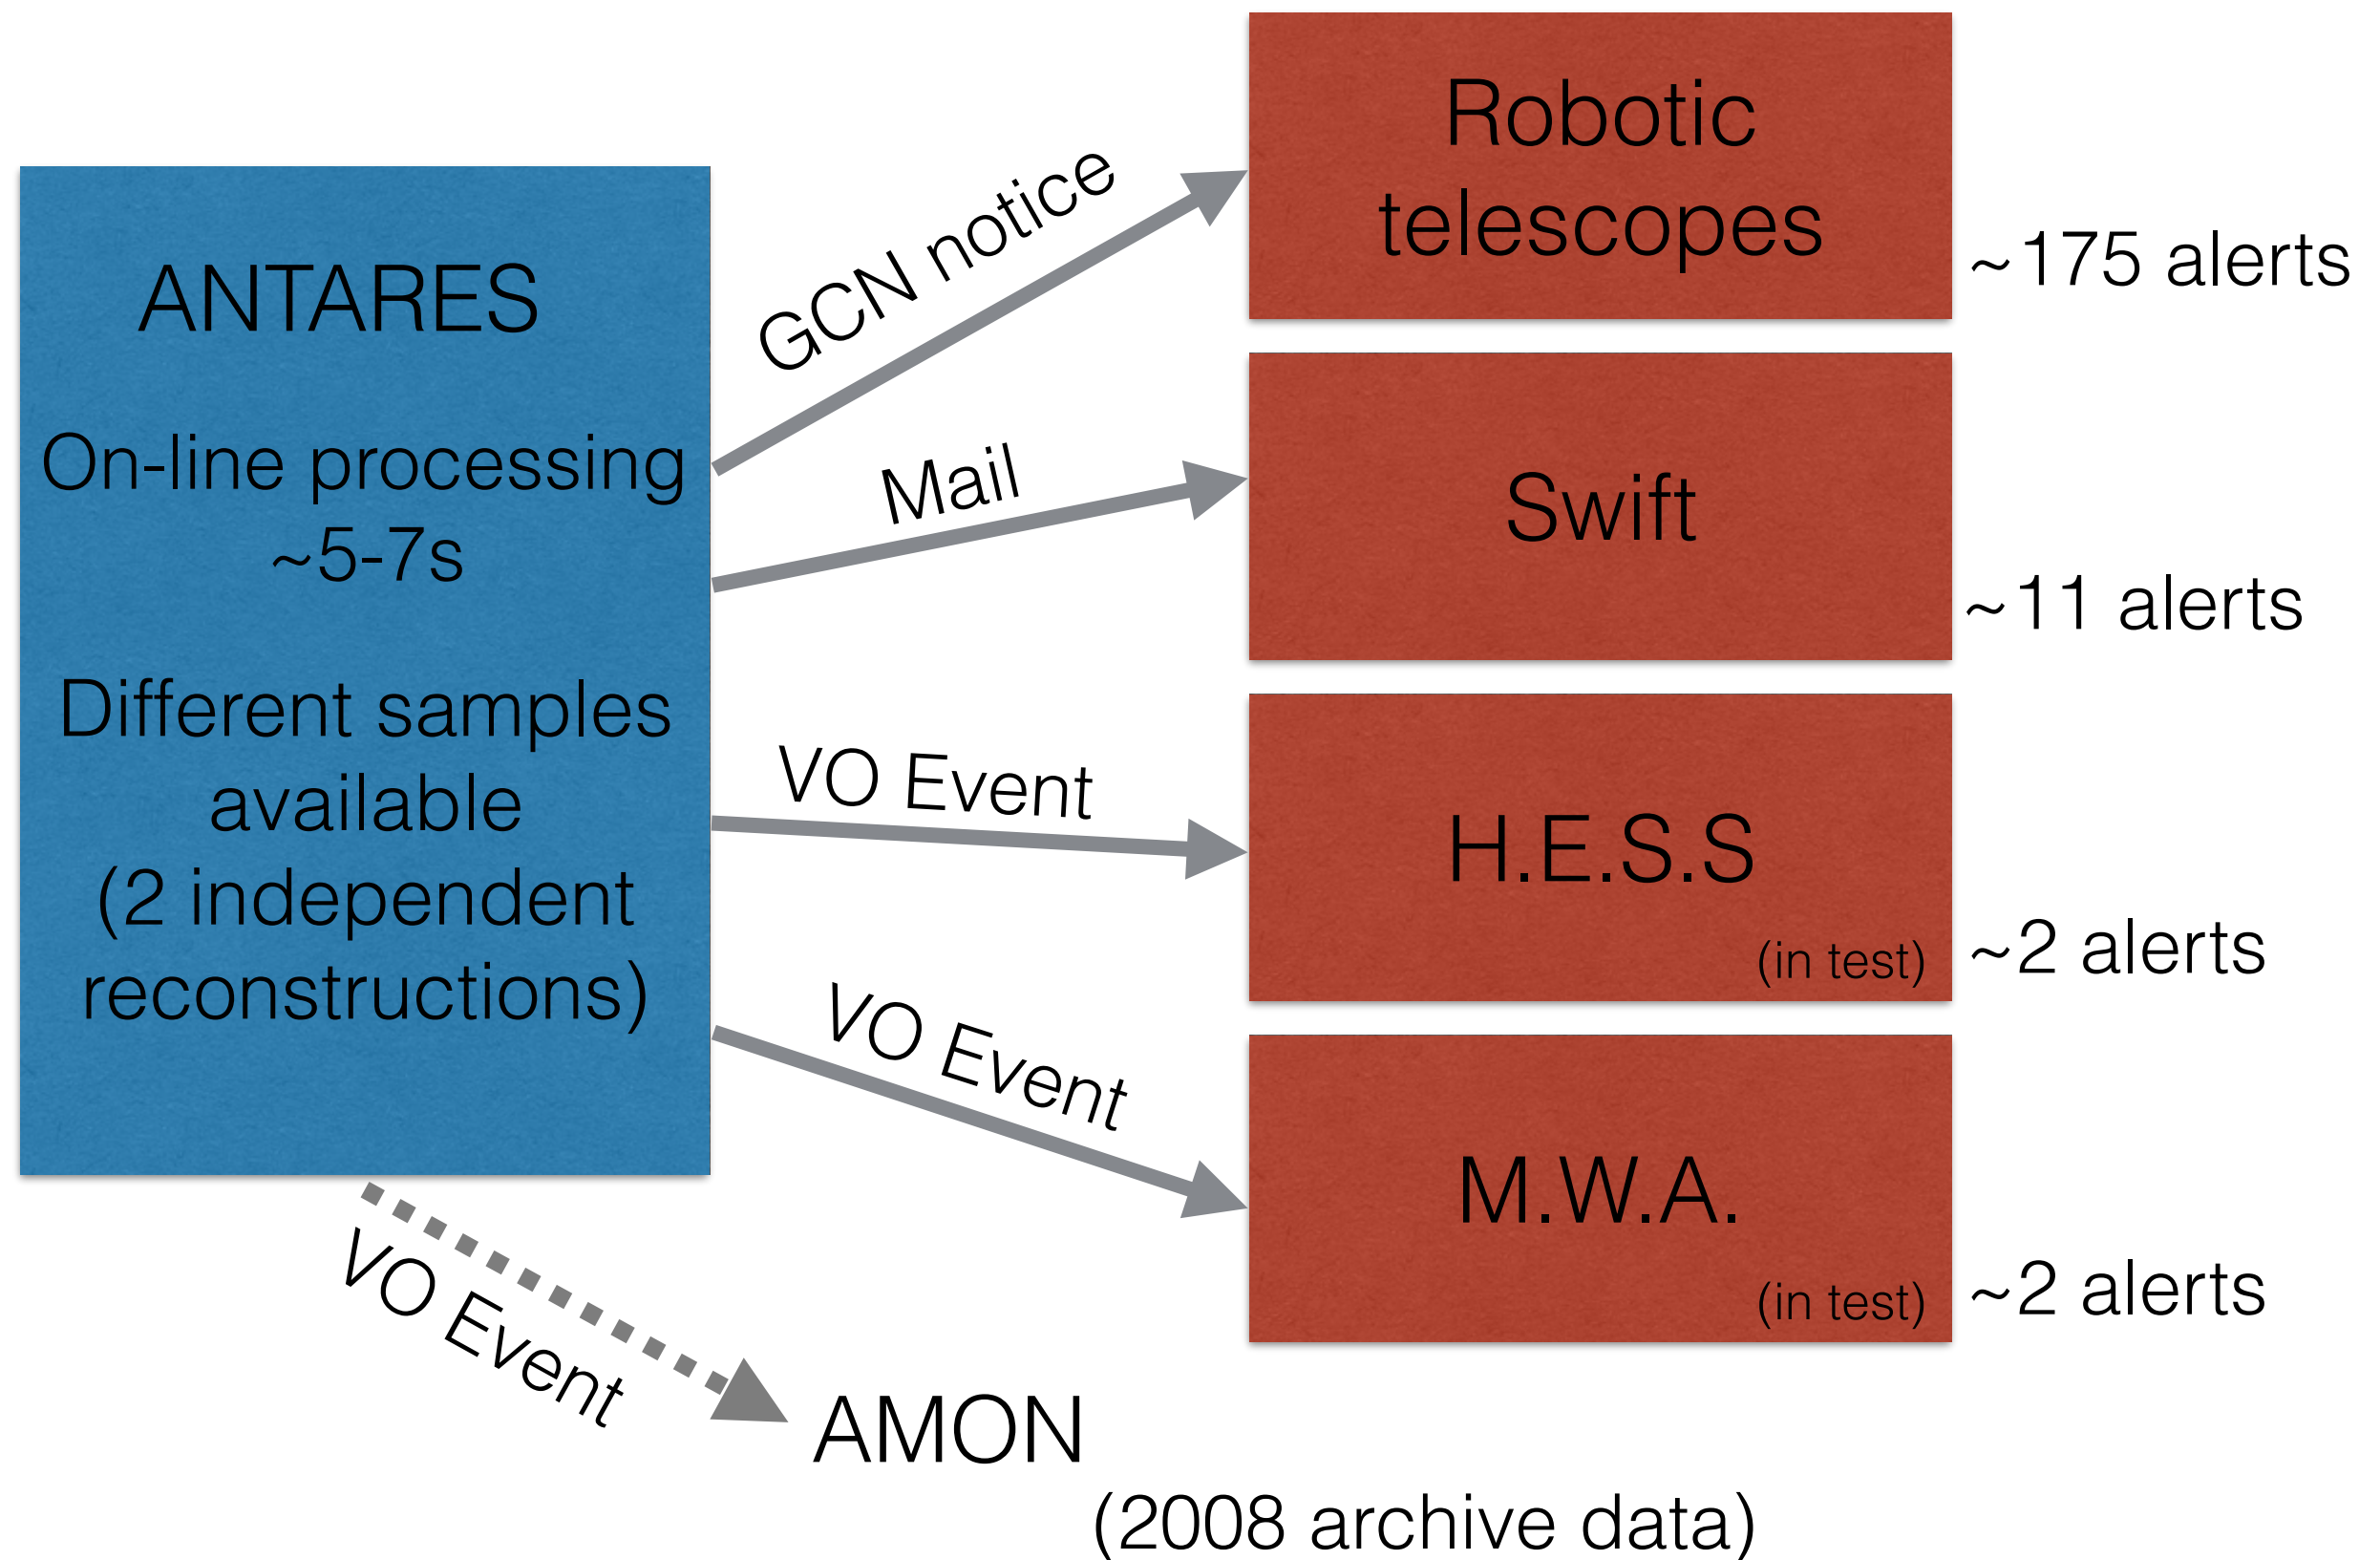 ANTARES
On-line processing
~5-7s
Different samples
available
(2 independent
reconstructions)
GCN notice
Mail
VO Event
VO Event
VO Event
Robotic
telescopes
~175 alerts
Swift
~11 alerts
H.E.S.S
(in test)
~2 alerts
M.W.A.
(in test)
~2 alerts
AMON
(2008 archive data)